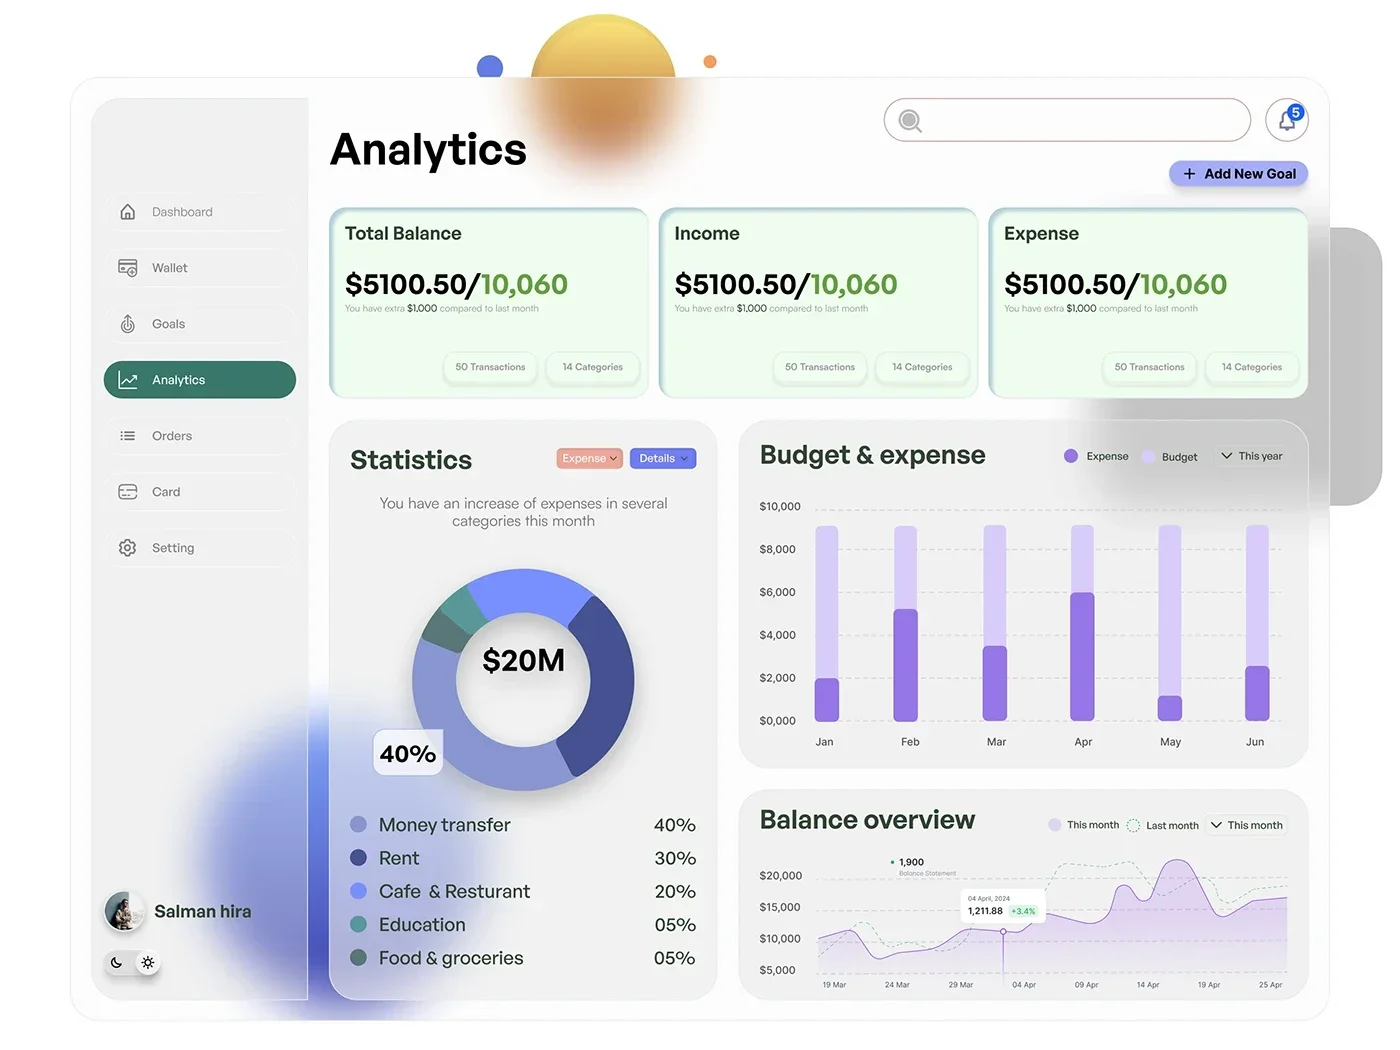 Analytics
5
+ Add New Goal
Dashboard
Wallet
Goals
Analytics
Orders
Card
Setting
Salman hira
Total Balance
$5100.50/10,060
You have extra $1,000 compared to last month
50 Transactions
14 Categories
Income
$5100.50/10,060
You have extra $1,000 compared to last month
50 Transactions
14 Categories
Expense
$5100.50/10,060
You have extra $1,000 compared to last month
50 Transactions
14 Categories
Statistics
Expense
Details
You have an increase of expenses in several
categories this month
$20M
40%
Money transfer 40%
Rent 30%
Cafe & Resturant 20%
Education 05%
Food & groceries 05%
Budget & expense
Expense
Budget
This year
$10,000
$8,000
$6,000
$4,000
$2,000
$0,000
Jan Feb Mar Apr May Jun
Balance overview
This month
Last month
This month
1,900
Balance Statement
04 April, 2024
1,211.88 +3.4%
$20,000
$15,000
$10,000
$5,000
19 Mar 24 Mar 29 Mar 04 Apr 09 Apr 14 Apr 19 Apr 25 Apr